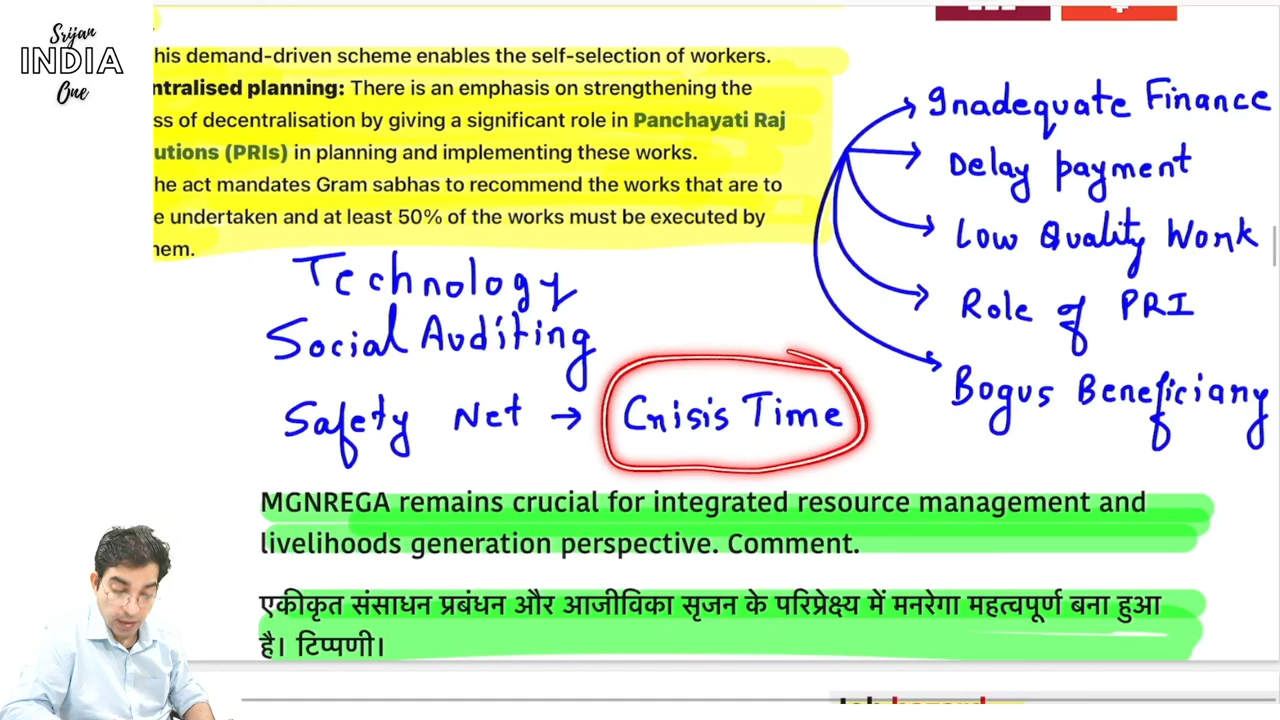 Srijan
INDIA
One
his demand-driven scheme enables the self-selection of workers.
ntralised planning: There is an emphasis on strengthening the
ss of decentralisation by giving a significant role in Panchayati Raj
utions (PRIs) in planning and implementing these works.
he act mandates Gram sabhas to recommend the works that are to
e undertaken and at least 50% of the works must be executed by
hem.
Technology
Social Auditing
Safety Net → Crisis Time
Inadequate Finance
Delay payment
Low Quality Work
Role of PRI
Bogus Beneficiary
MGNREGA remains crucial for integrated resource management and
livelihoods generation perspective. Comment.
एकीकृत संसाधन प्रबंधन और आजीविका सृजन के परिप्रेक्ष्य में मनरेगा महत्वपूर्ण बना हुआ
है। टिप्पणी।